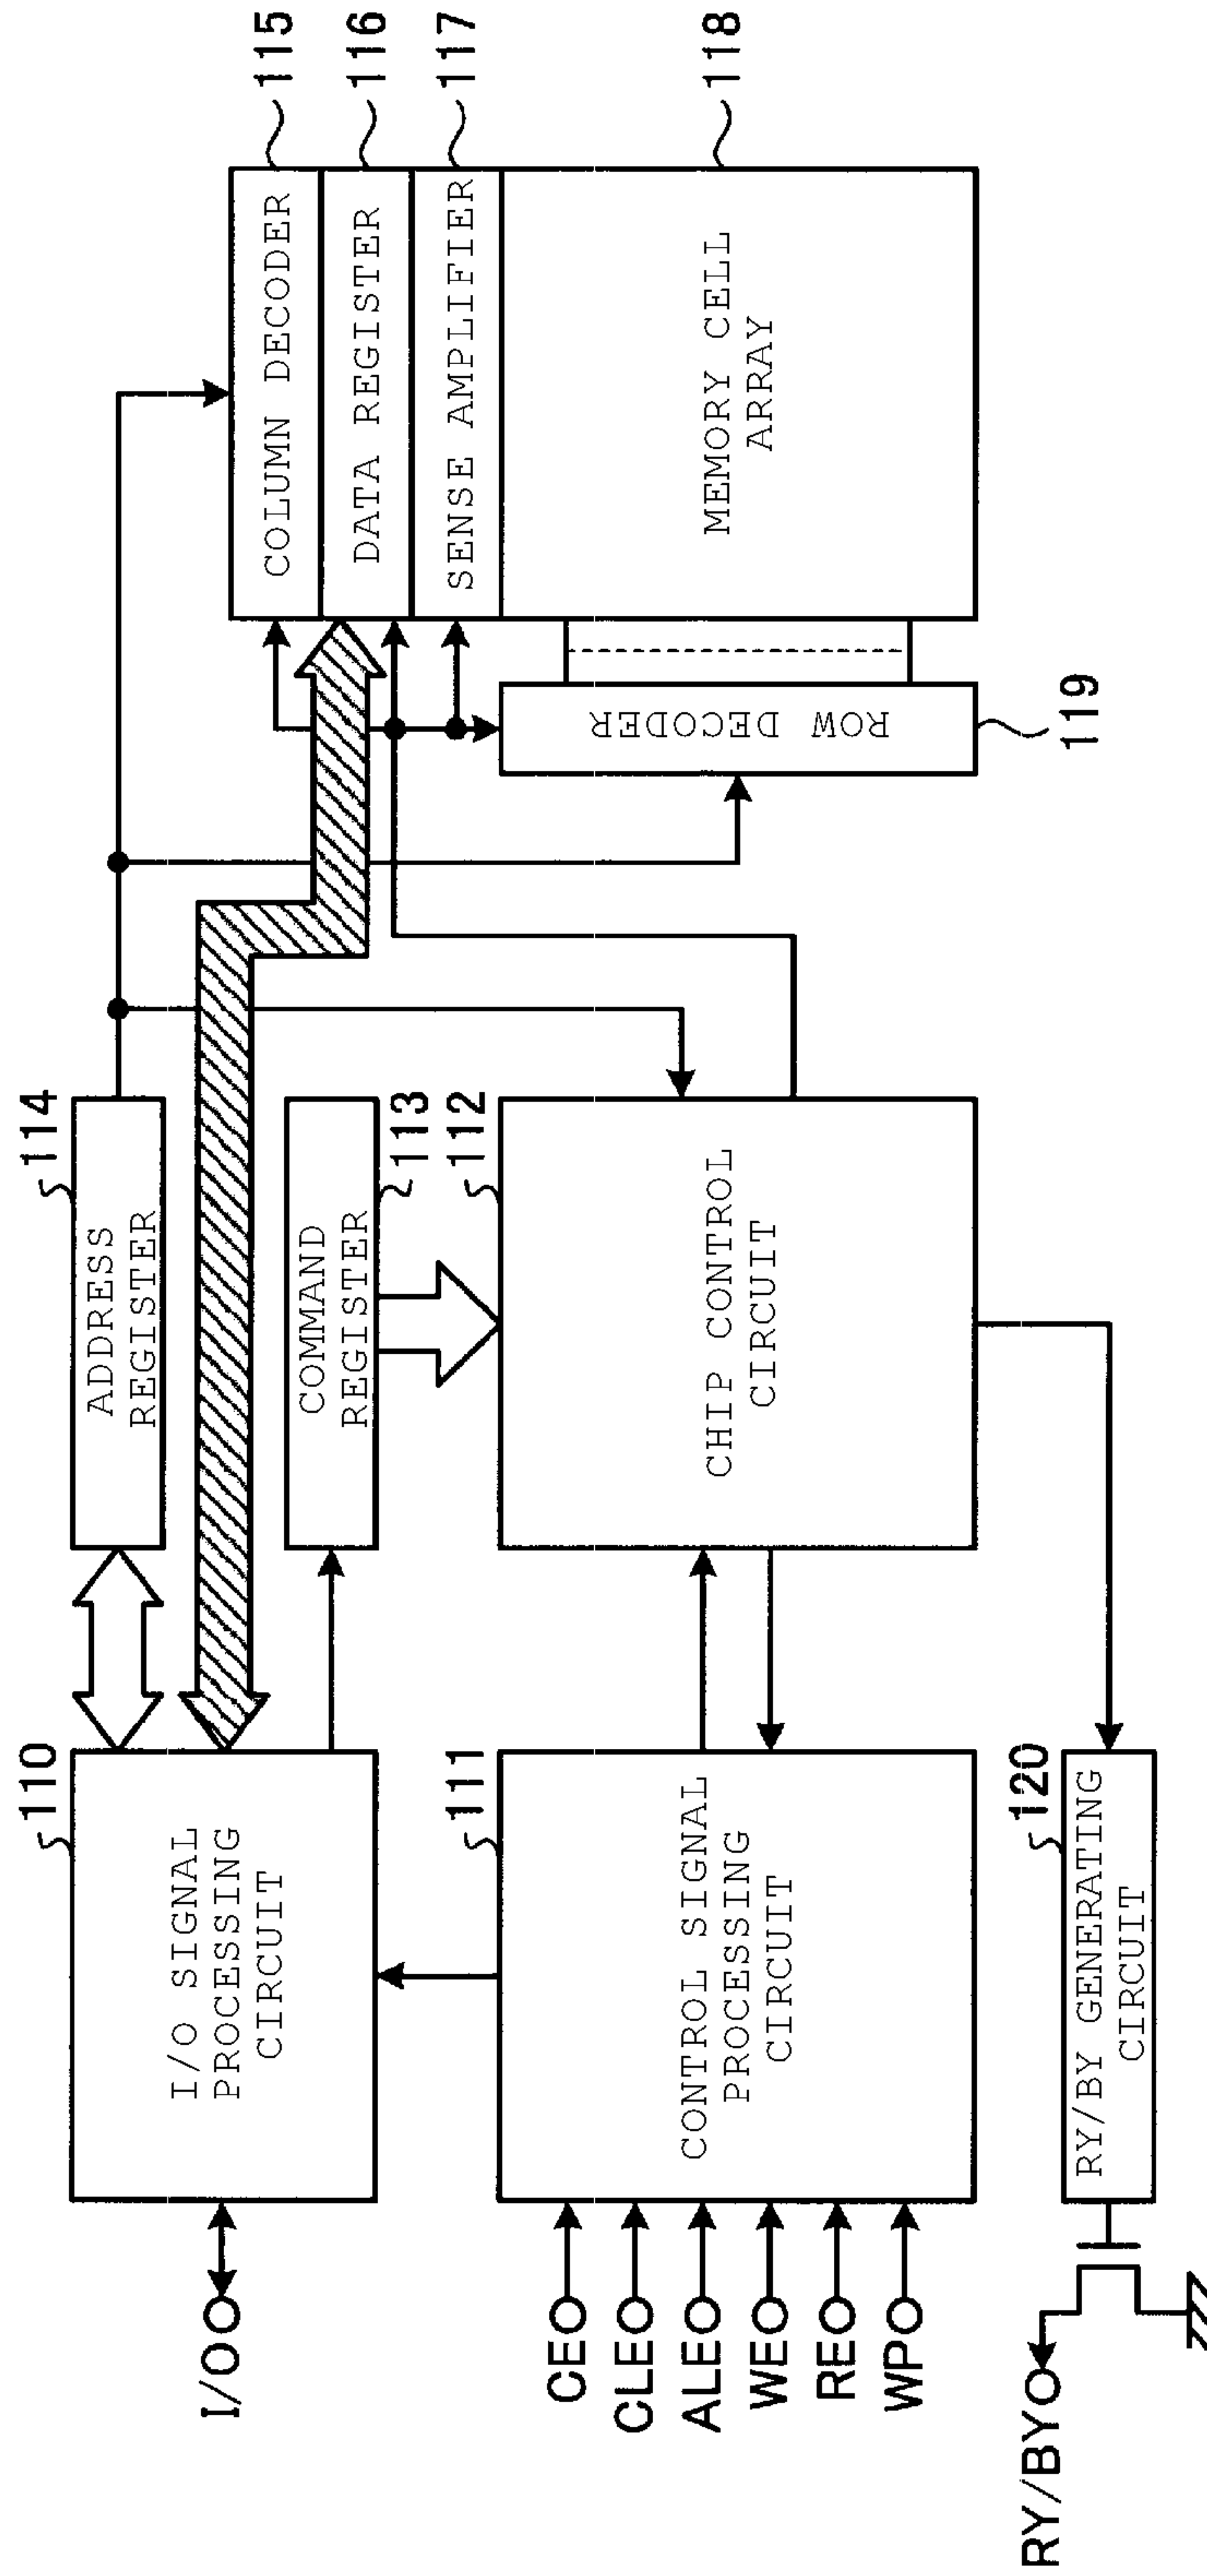 I/O
110
I/O SIGNAL
PROCESSING
CIRCUIT
114
ADDRESS
REGISTER
COMMAND
REGISTER
113
CE
CLE
ALE
WE
RE
WP
111
CONTROL SIGNAL
PROCESSING
CIRCUIT
112
CHIP CONTROL
CIRCUIT
COLUMN DECODER
115
DATA REGISTER
116
SENSE AMPLIFIER
117
MEMORY CELL
ARRAY
118
ROW DECODER
119
RY/BY
120
RY/BY GENERATING
CIRCUIT